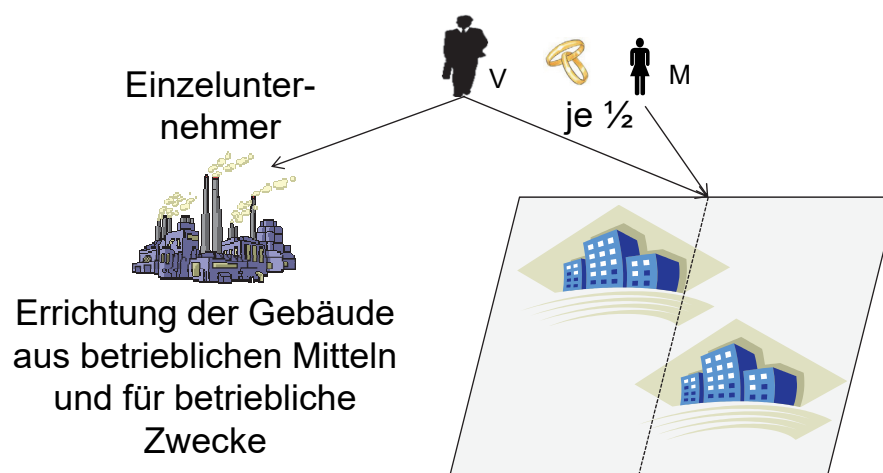 V
M
je ½
Einzelunter-
nehmer
Errichtung der Gebäude
aus betrieblichen Mitteln
und für betriebliche
Zwecke